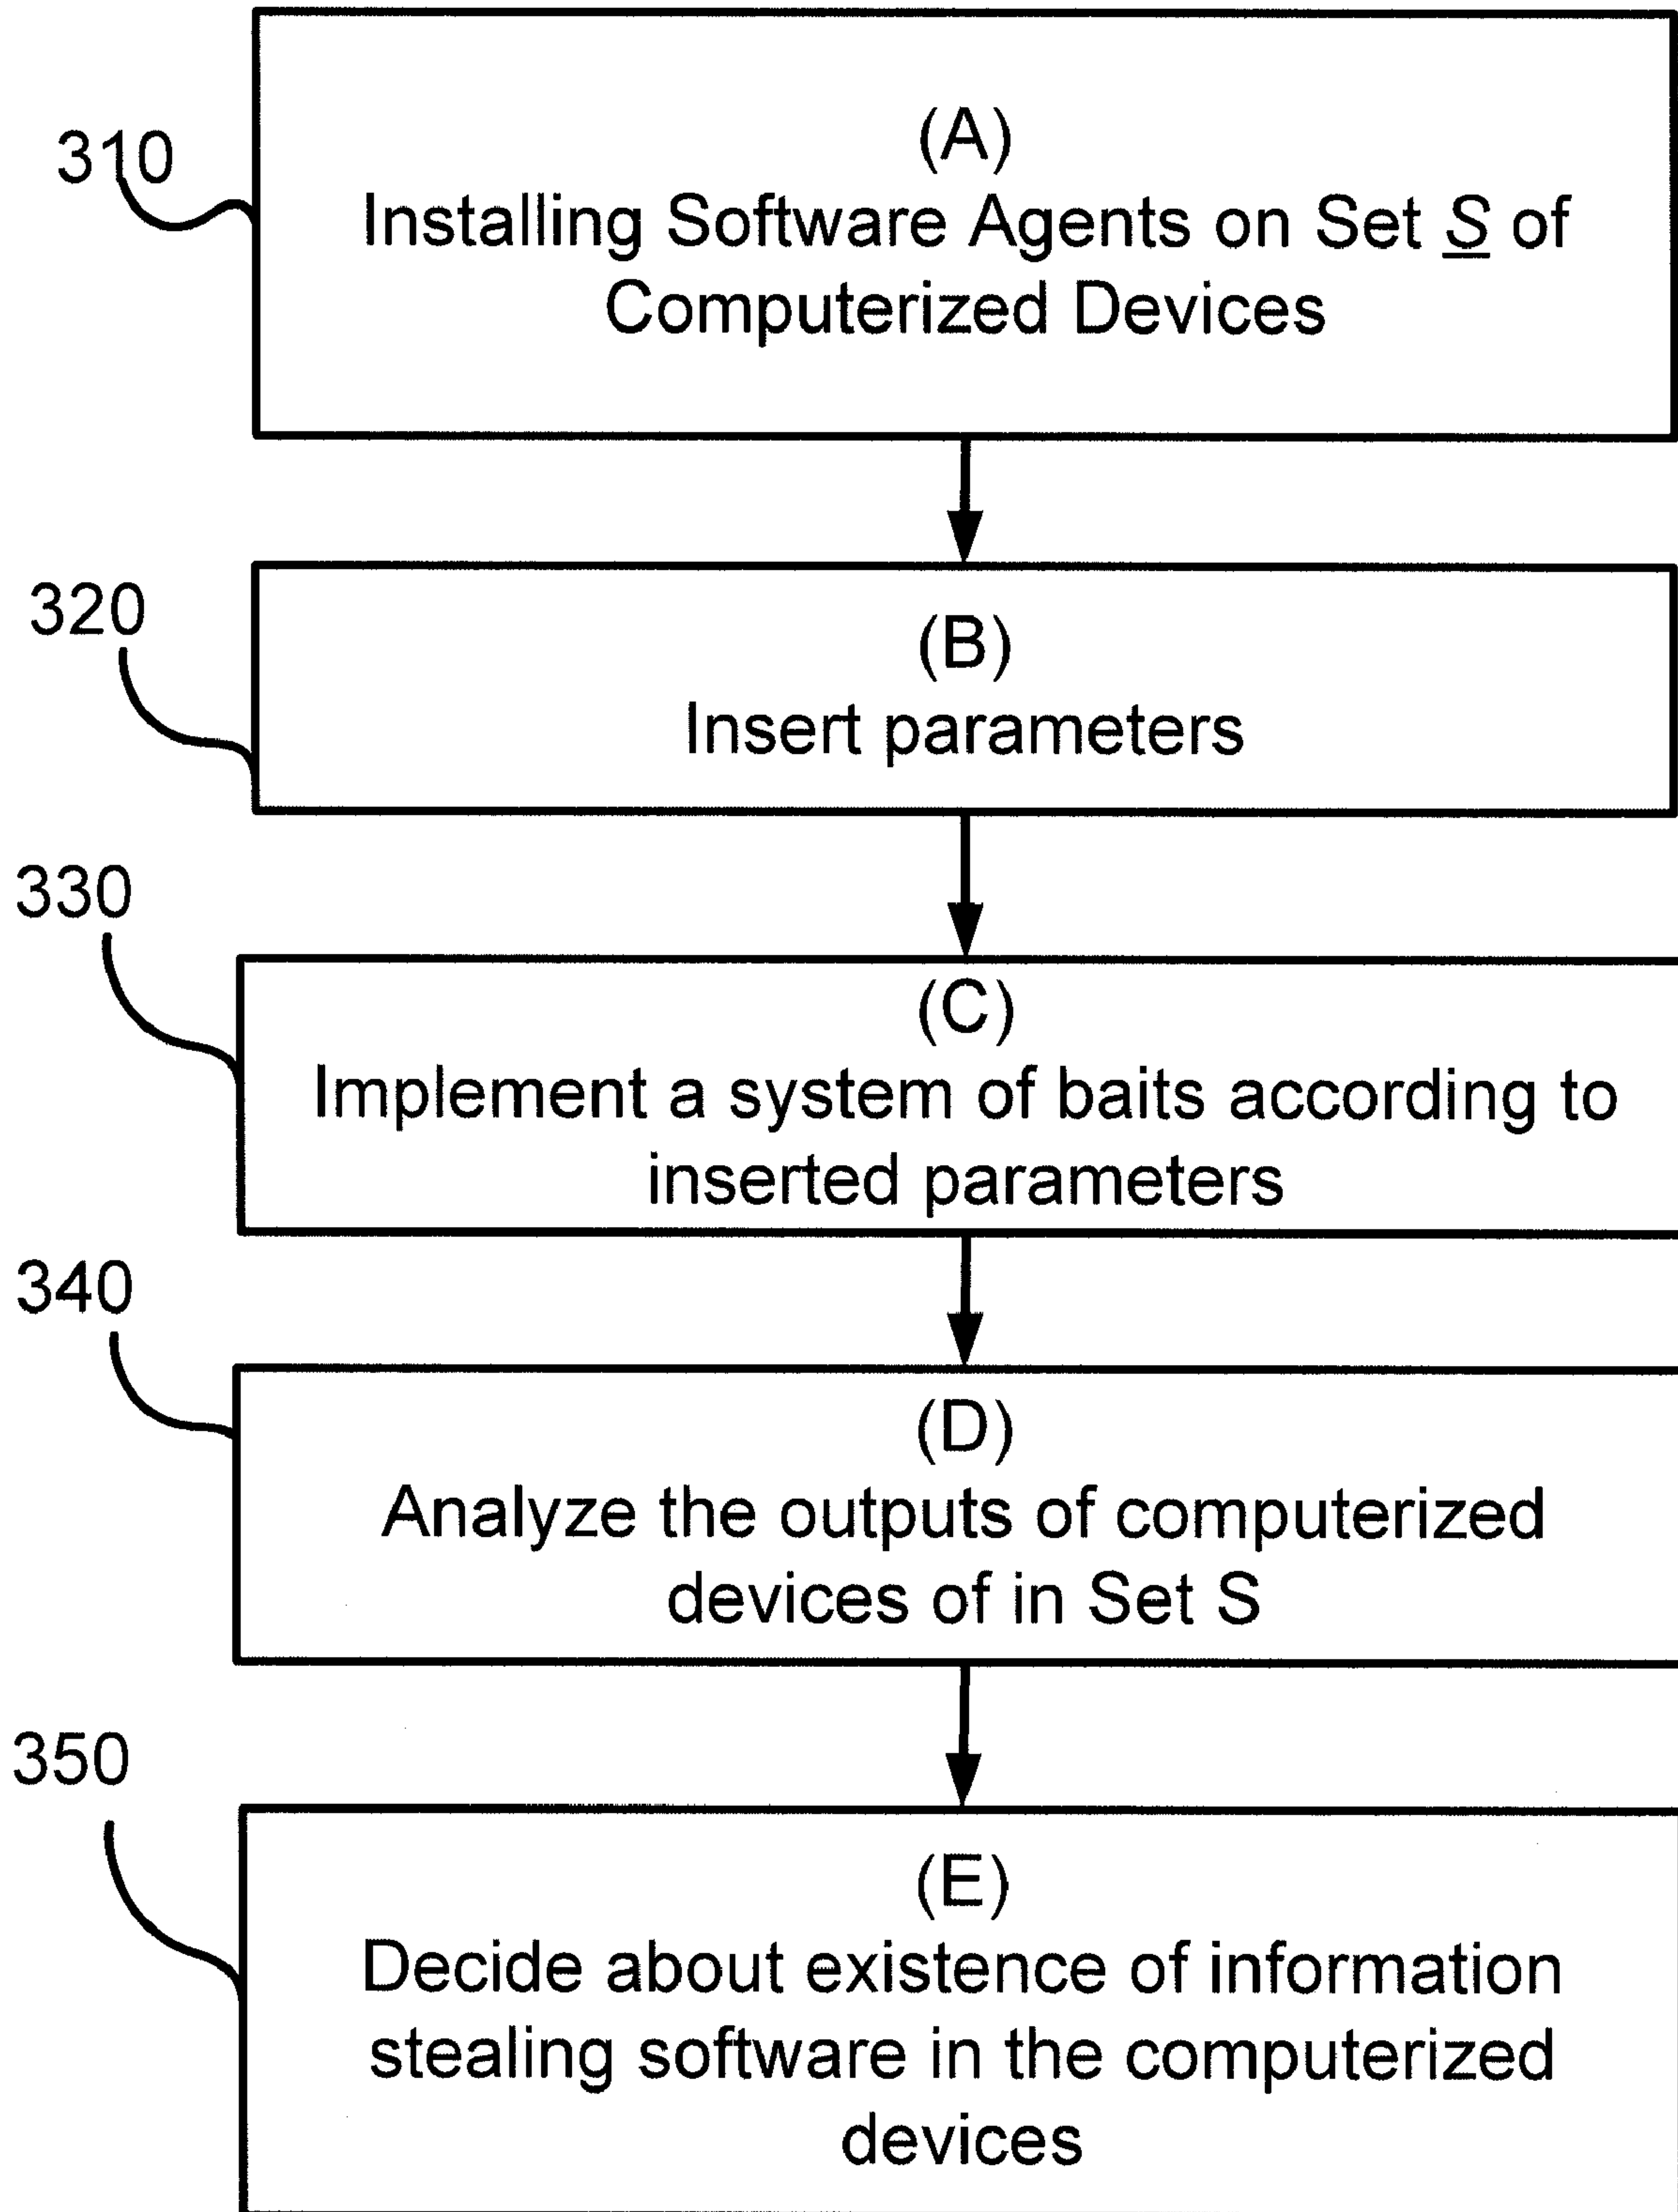 310
(A)
Installing Software Agents on Set S of
Computerized Devices
320
(B)
Insert parameters
330
(C)
Implement a system of baits according to
inserted parameters
340
(D)
Analyze the outputs of computerized
devices of in Set S
350
(E)
Decide about existence of information
stealing software in the computerized
devices